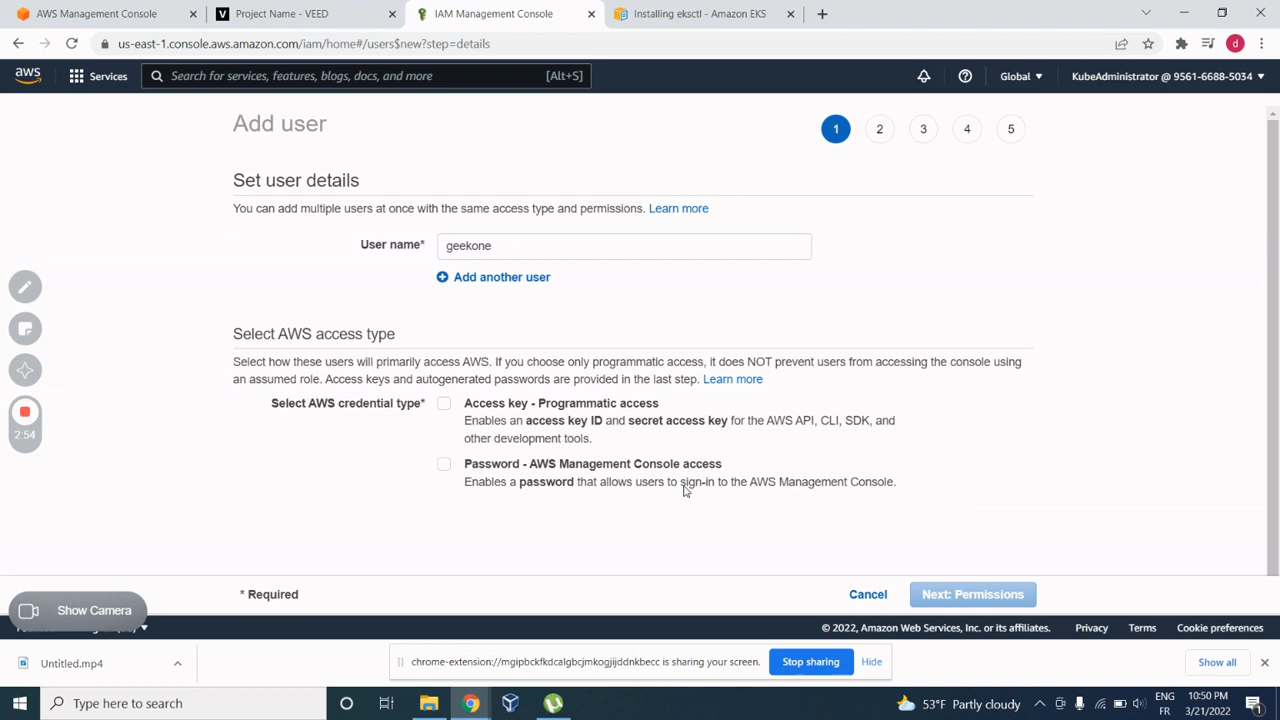 AWS Management Console
Project Name - VEED
IAM Management Console
Installing eksctl - Amazon EKS
us-east-1.console.aws.amazon.com/iam/home#/users$new?step=details
d
aws
Services
Search for services, features, blogs, docs, and more
[Alt+S]
Global
KubeAdministrator @ 9561-6688-5034
Add user
1 2 3 4 5
Set user details
You can add multiple users at once with the same access type and permissions. Learn more
User name*
geekone
Add another user
Select AWS access type
Select how these users will primarily access AWS. If you choose only programmatic access, it does NOT prevent users from accessing the console using
an assumed role. Access keys and autogenerated passwords are provided in the last step. Learn more
Select AWS credential type*
Access key - Programmatic access
Enables an access key ID and secret access key for the AWS API, CLI, SDK, and
other development tools.
Password - AWS Management Console access
Enables a password that allows users to sign-in to the AWS Management Console.
2:54
* Required
Cancel
Next: Permissions
Show Camera
© 2022, Amazon Web Services, Inc. or its affiliates.
Privacy
Terms
Cookie preferences
Untitled.mp4
chrome-extension://mgipbckfkdcalgbcjmkogjijddnkbecc is sharing your screen.
Stop sharing
Hide
Show all
Type here to search
53°F Partly cloudy
ENG
FR
10:50 PM
3/21/2022
1